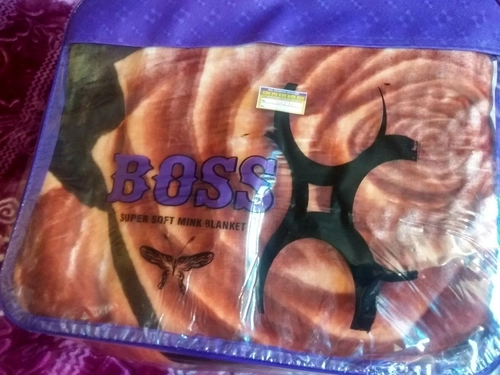 BOSS
SUPER SOFT MINK BLANKET